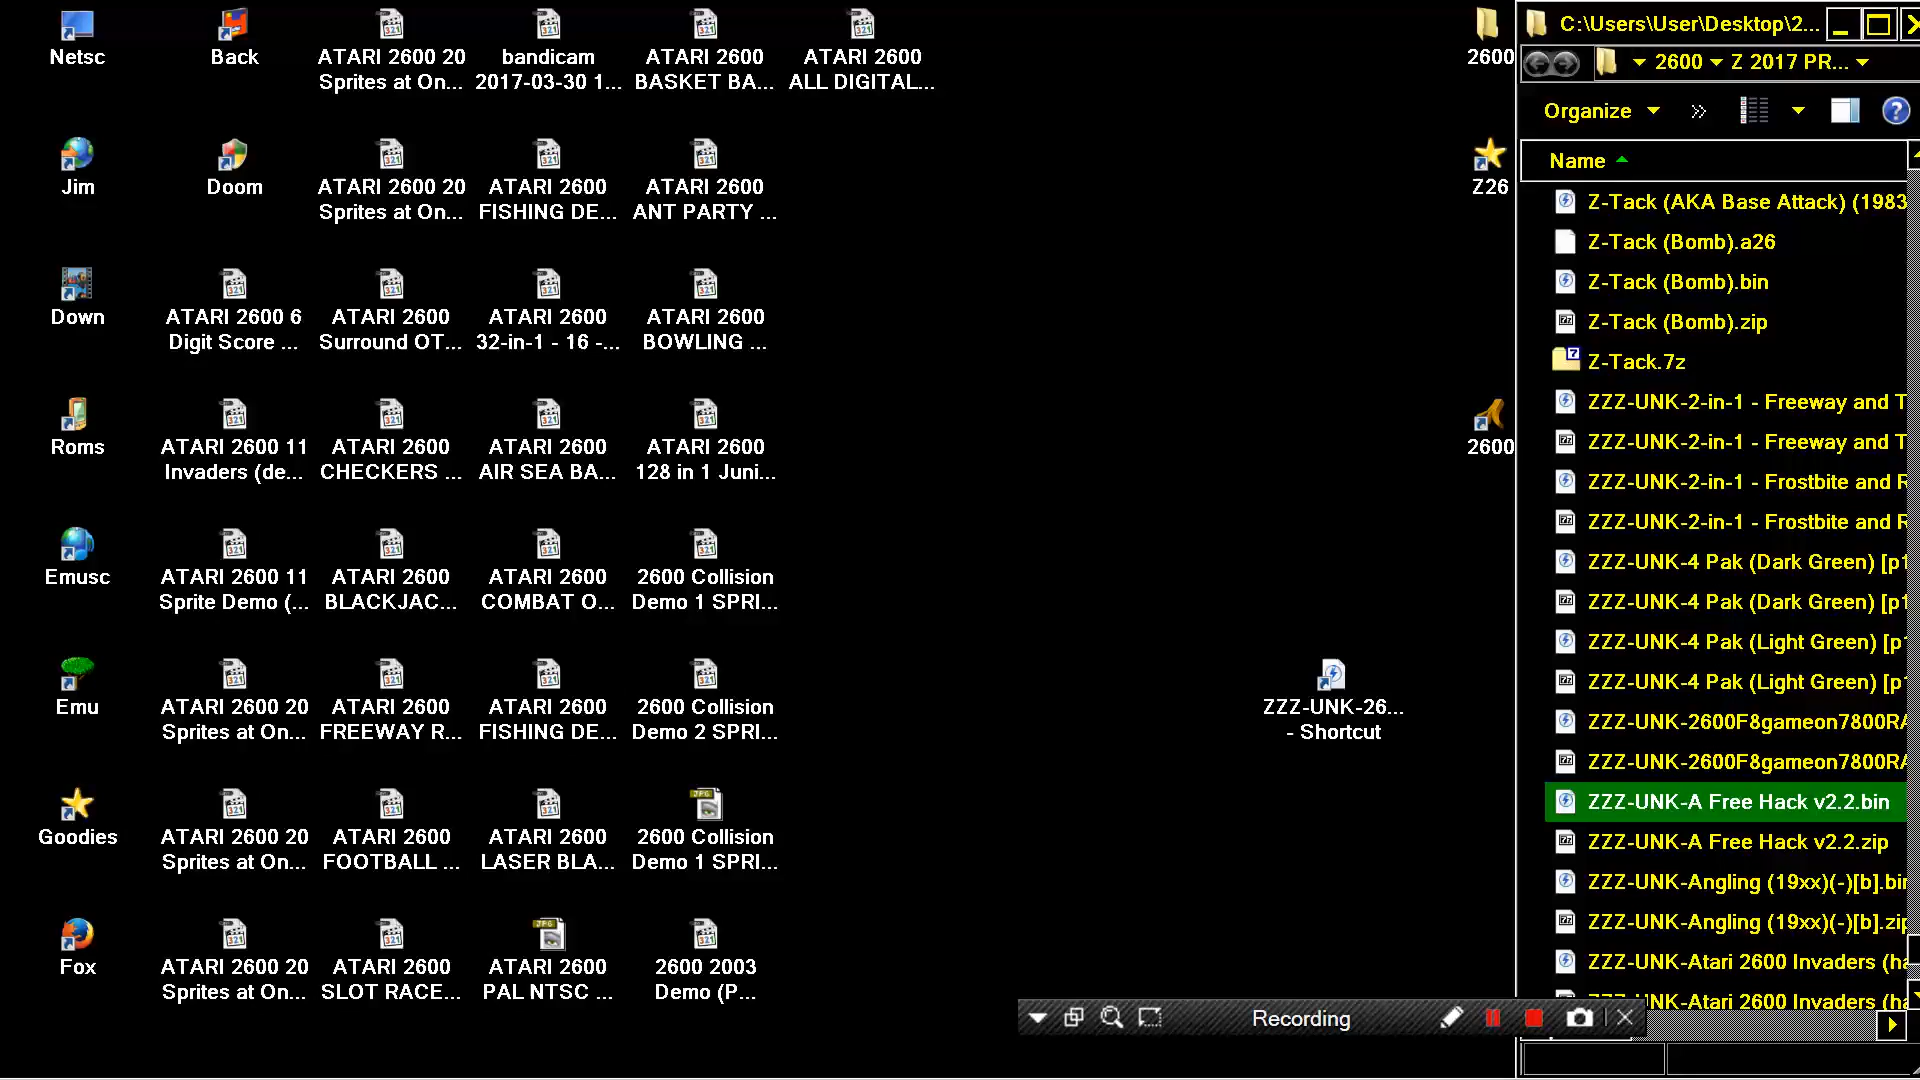 Netsc
Back
ATARI 2600 20
Sprites at On...
bandicam
2017-03-30 1...
ATARI 2600
BASKET BA...
ATARI 2600
ALL DIGITAL...
2600
Jim
Doom
ATARI 2600 20
Sprites at On...
ATARI 2600
FISHING DE...
ATARI 2600
ANT PARTY ...
Z26
Down
ATARI 2600 6
Digit Score ...
ATARI 2600
Surround OT...
ATARI 2600
32-in-1 - 16 -...
ATARI 2600
BOWLING ...
Roms
ATARI 2600 11
Invaders (de...
ATARI 2600
CHECKERS ...
ATARI 2600
AIR SEA BA...
ATARI 2600
128 in 1 Juni...
2600
Emusc
ATARI 2600 11
Sprite Demo (...
ATARI 2600
BLACKJAC...
ATARI 2600
COMBAT O...
2600 Collision
Demo 1 SPRI...
Emu
ATARI 2600 20
Sprites at On...
ATARI 2600
FREEWAY R...
ATARI 2600
FISHING DE...
2600 Collision
Demo 2 SPRI...
ZZZ-UNK-26...
- Shortcut
Goodies
ATARI 2600 20
Sprites at On...
ATARI 2600
FOOTBALL ...
ATARI 2600
LASER BLA...
2600 Collision
Demo 1 SPRI...
Fox
ATARI 2600 20
Sprites at On...
ATARI 2600
SLOT RACE...
ATARI 2600
PAL NTSC ...
2600 2003
Demo (P...
C:\Users\User\Desktop\2...
2600 Z 2017 PR...
Organize
Name
Z-Tack (AKA Base Attack) (1983
Z-Tack (Bomb).a26
Z-Tack (Bomb).bin
Z-Tack (Bomb).zip
Z-Tack.7z
ZZZ-UNK-2-in-1 - Freeway and T
ZZZ-UNK-2-in-1 - Freeway and T
ZZZ-UNK-2-in-1 - Frostbite and R
ZZZ-UNK-2-in-1 - Frostbite and R
ZZZ-UNK-4 Pak (Dark Green) [p1
ZZZ-UNK-4 Pak (Dark Green) [p1
ZZZ-UNK-4 Pak (Light Green) [p1
ZZZ-UNK-4 Pak (Light Green) [p1
ZZZ-UNK-2600F8gameon7800RA
ZZZ-UNK-2600F8gameon7800RA
ZZZ-UNK-A Free Hack v2.2.bin
ZZZ-UNK-A Free Hack v2.2.zip
ZZZ-UNK-Angling (19xx)(-)[b].bin
ZZZ-UNK-Angling (19xx)(-)[b].zip
ZZZ-UNK-Atari 2600 Invaders (ha
ZZZ-UNK-Atari 2600 Invaders (ha
Recording